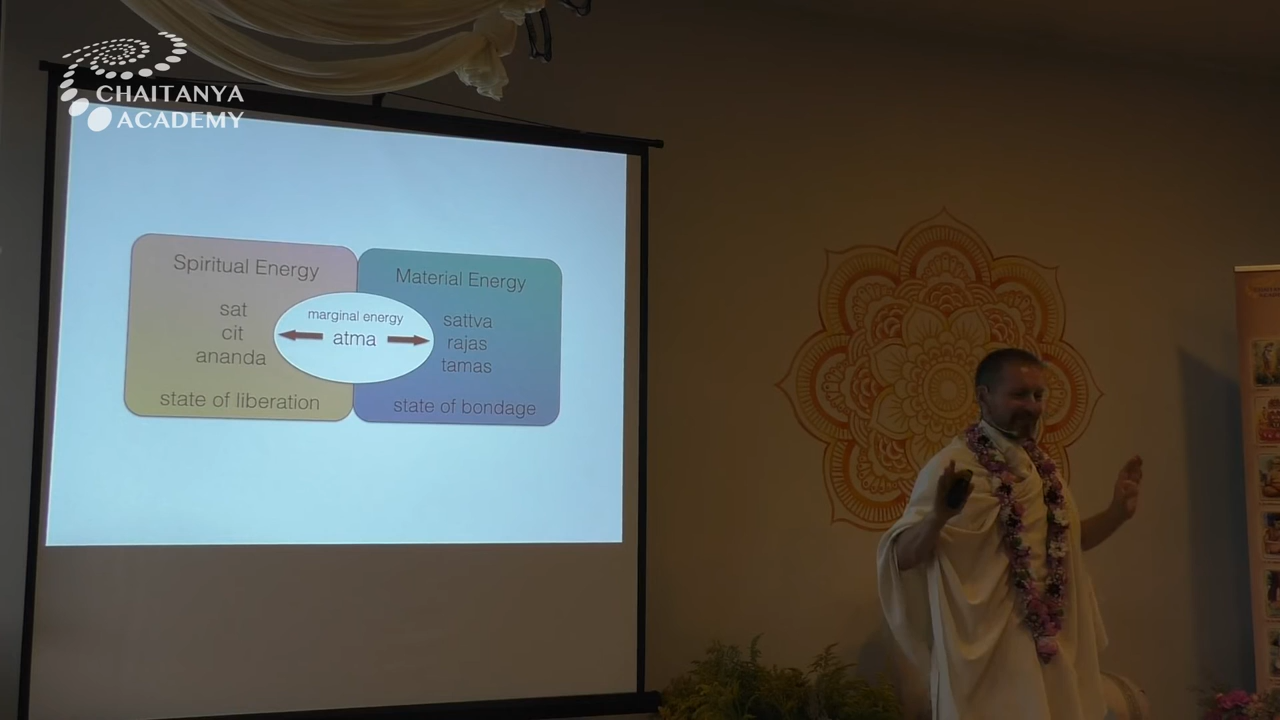 CHAITANYA
ACADEMY
Spiritual Energy
sat
cit
ananda
state of liberation
marginal energy
atma
Material Energy
sattva
rajas
tamas
state of bondage